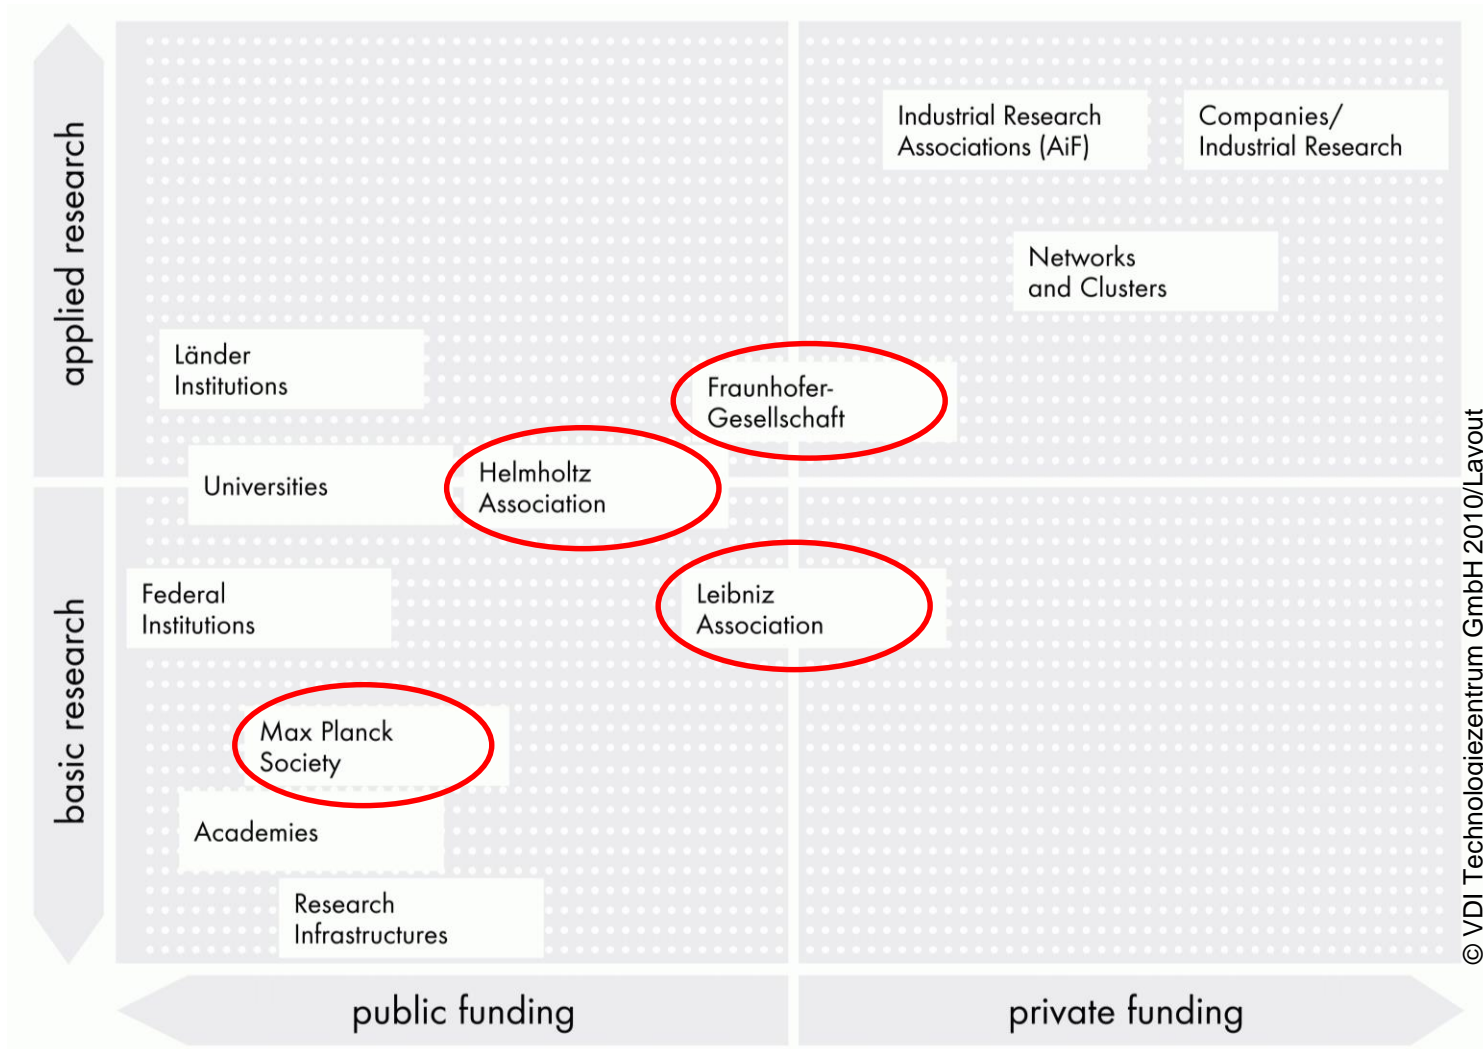 applied research
basic research
Industrial Research
Associations (AiF)
Companies/
Industrial Research
Networks
and Clusters
Länder
Institutions
Fraunhofer-
Gesellschaft
Universities
Helmholtz
Association
Federal
Institutions
Leibniz
Association
Max Planck
Society
Academies
Research
Infrastructures
public funding
private funding
© VDI Technologiezentrum GmbH 2010/Layout